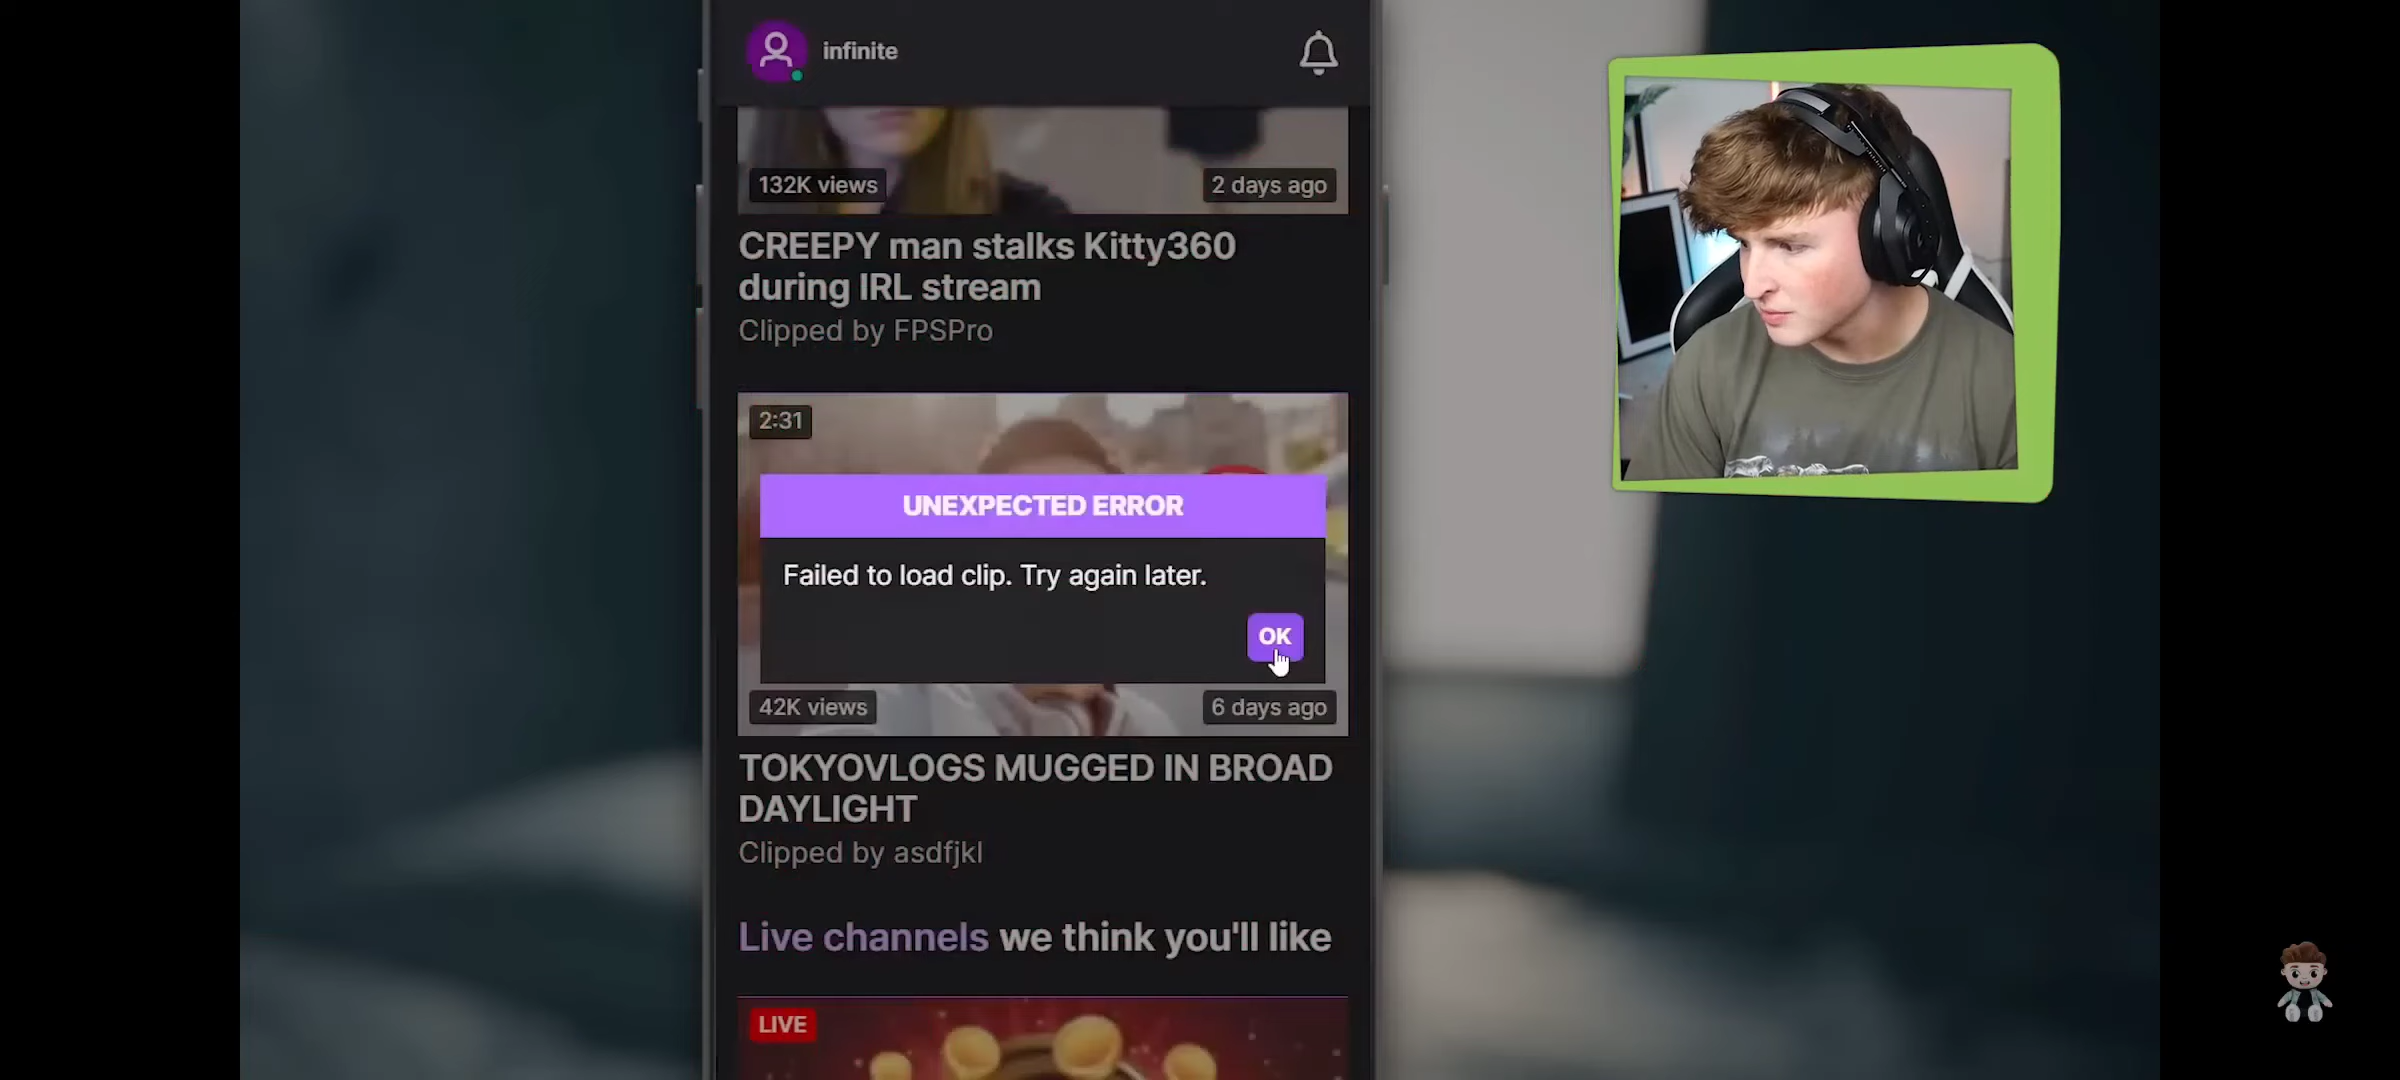 infinite
132K views
2 days ago
CREEPY man stalks Kitty360
during IRL stream
Clipped by FPSPro
2:31
UNEXPECTED ERROR
Failed to load clip. Try again later.
OK
42K views
6 days ago
TOKYOVLOGS MUGGED IN BROAD
DAYLIGHT
Clipped by asdfjkl
Live channels we think you'll like
LIVE